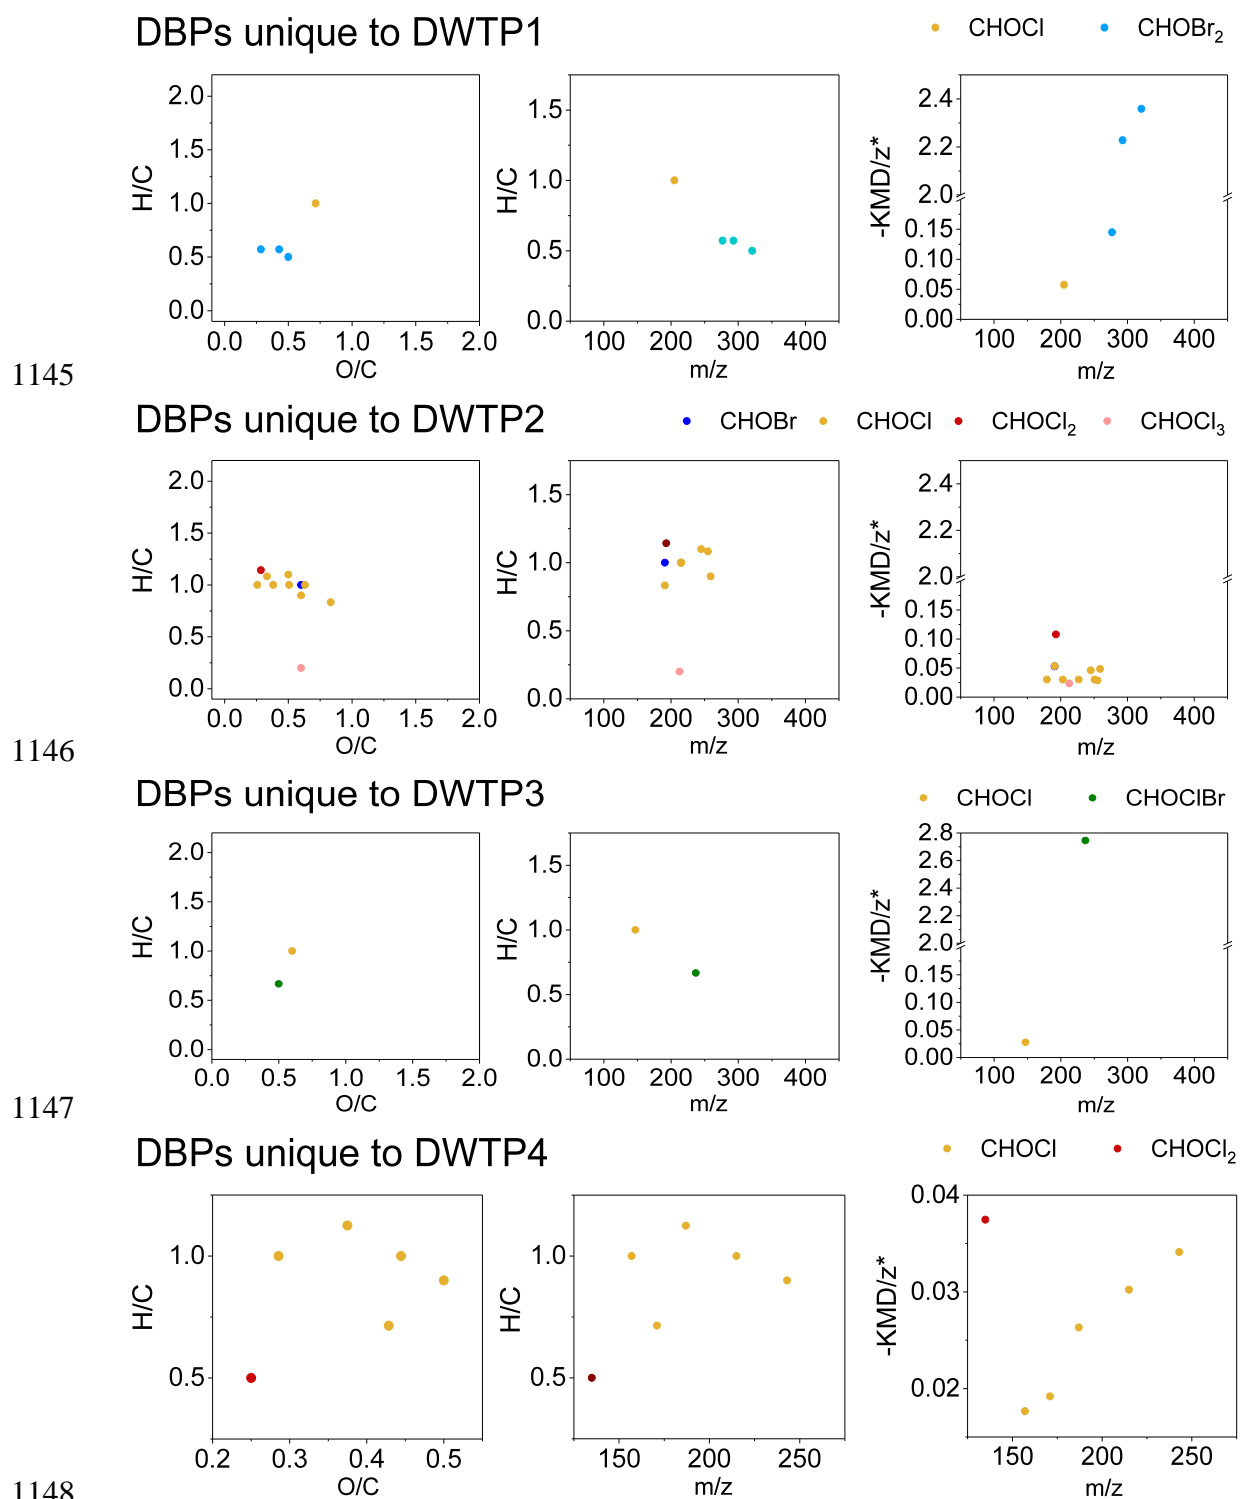 DBPs unique to DWTP1
CHOCl CHOBr₂
H/C 2.0 1.5 1.0 0.5 0.0
0.0 0.5 1.0 1.5 2.0
O/C
H/C 1.5 1.0 0.5 0.0
100 200 300 400
m/z
-KMD/z* 2.4 2.2 2.0 0.15 0.10 0.05 0.00
100 200 300 400
m/z
1145
DBPs unique to DWTP2
CHOBr CHOCl CHOCl₂ CHOCl₃
H/C 2.0 1.5 1.0 0.5 0.0
0.0 0.5 1.0 1.5 2.0
O/C
H/C 1.5 1.0 0.5 0.0
100 200 300 400
m/z
-KMD/z* 2.4 2.2 2.0 0.15 0.10 0.05 0.00
100 200 300 400
m/z
1146
DBPs unique to DWTP3
CHOCl CHOClBr
H/C 2.0 1.5 1.0 0.5 0.0
0.0 0.5 1.0 1.5 2.0
O/C
H/C 1.5 1.0 0.5 0.0
100 200 300 400
m/z
-KMD/z* 2.8 2.6 2.4 2.2 2.0 0.15 0.10 0.05 0.00
100 200 300 400
m/z
1147
DBPs unique to DWTP4
CHOCl CHOCl₂
H/C 1.0 0.5
0.2 0.3 0.4 0.5
O/C
H/C 1.0 0.5
150 200 250
m/z
-KMD/z* 0.04 0.03 0.02
150 200 250
m/z
1148